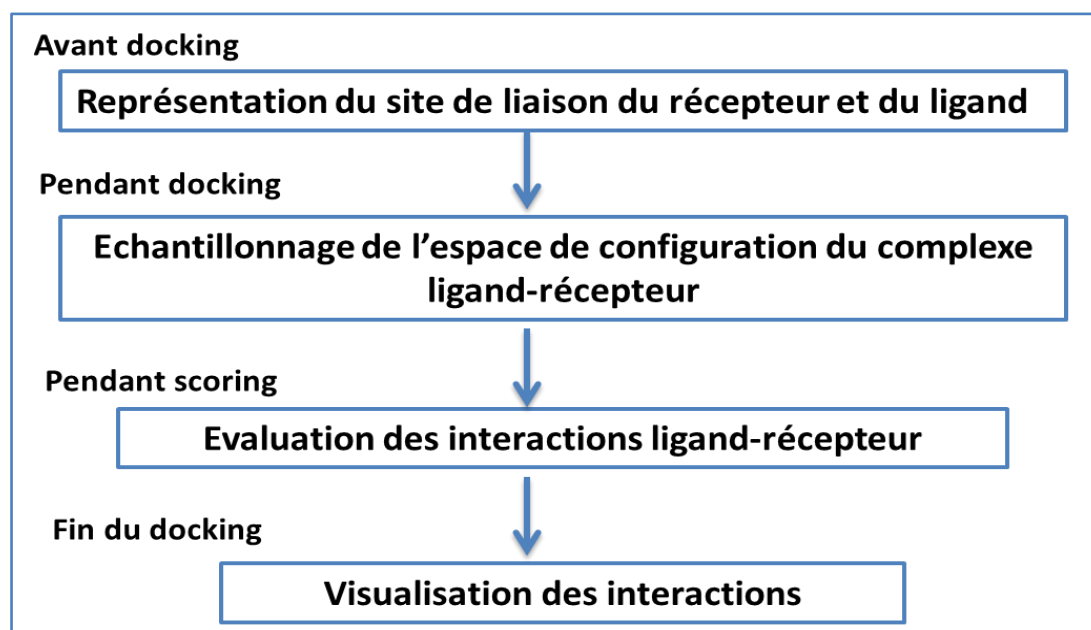 Avant docking
Représentation du site de liaison du récepteur et du ligand
Pendant docking
Echantillonnage de l’espace de configuration du complexe
ligand-récepteur
Pendant scoring
Evaluation des interactions ligand-récepteur
Fin du docking
Visualisation des interactions